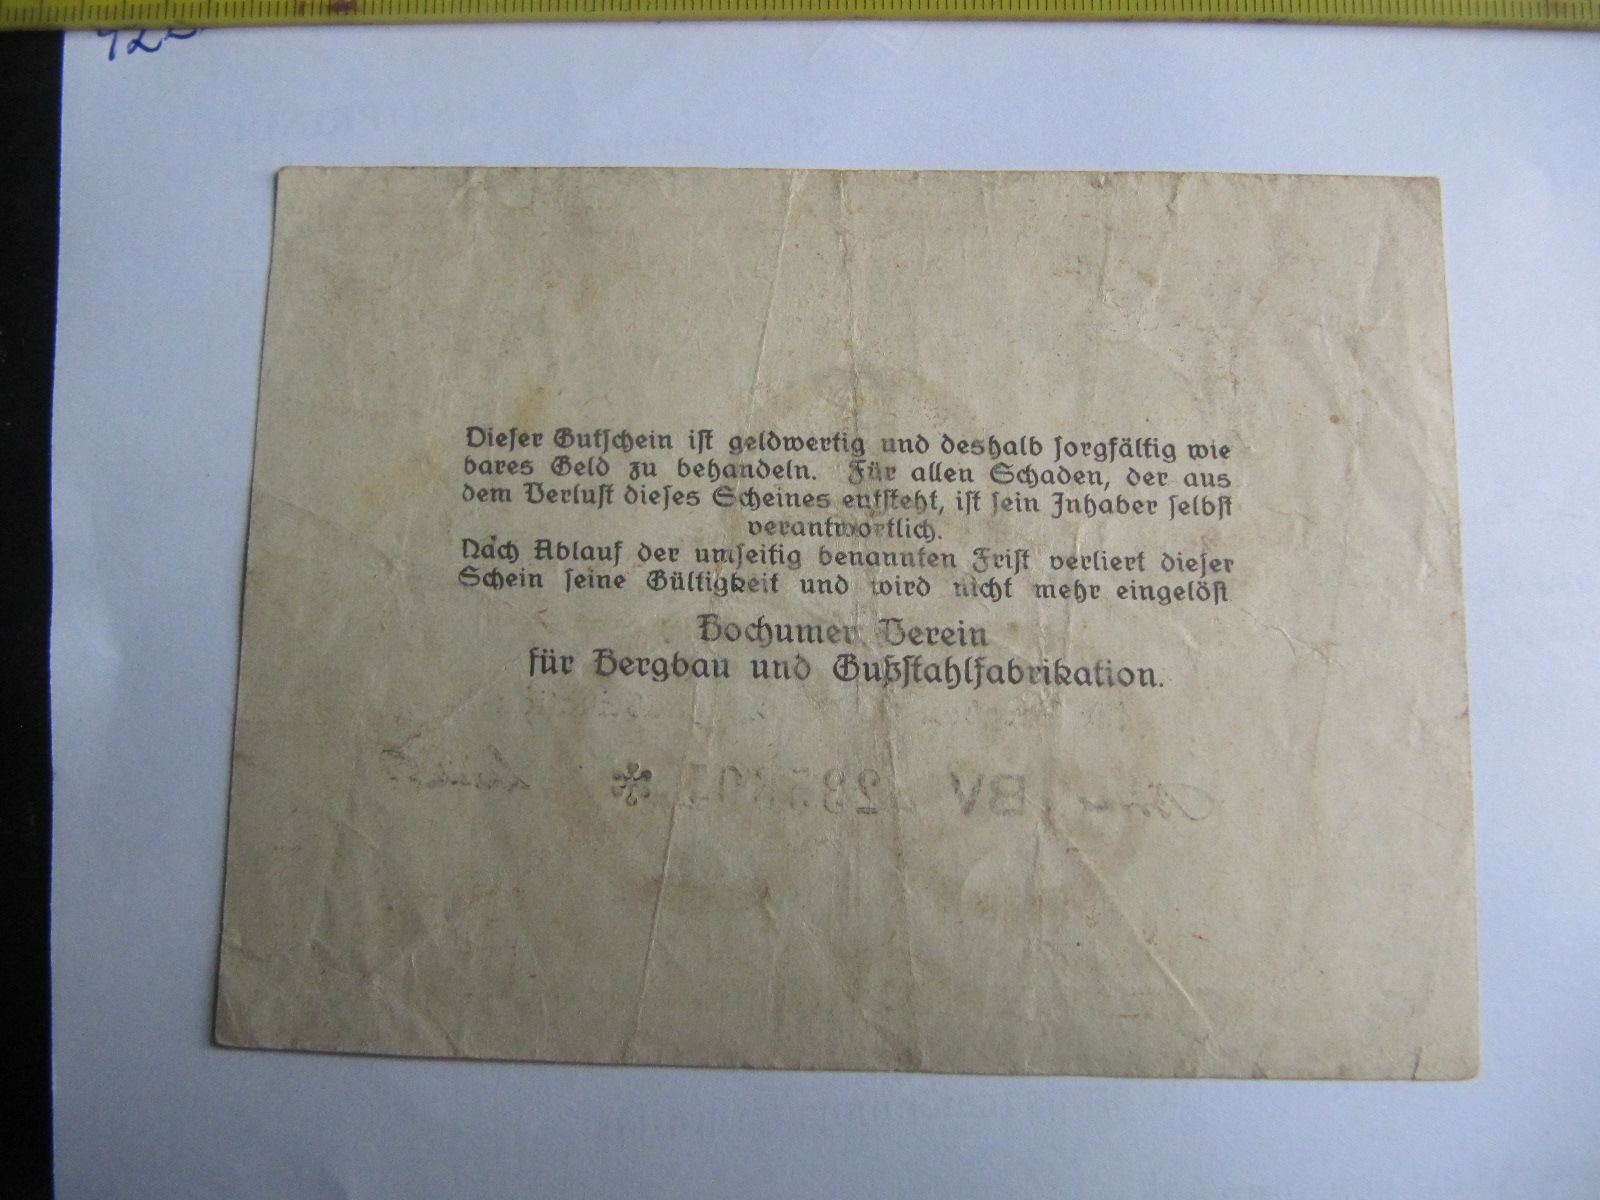 Dieser Gutschein ist geldwertig und deshalb sorgfältig wie
bares Geld zu behandeln. Für allen Schaden, der aus
dem Verlust dieses Scheines entsteht, ist sein Inhaber selbst
verantwortlich.
Nach Ablauf der umseitig benannten Frist verliert dieser
Schein seine Gültigkeit und wird nicht mehr eingelöst
Bochumer Verein
für Bergbau und Gußstahlfabrikation.
BV